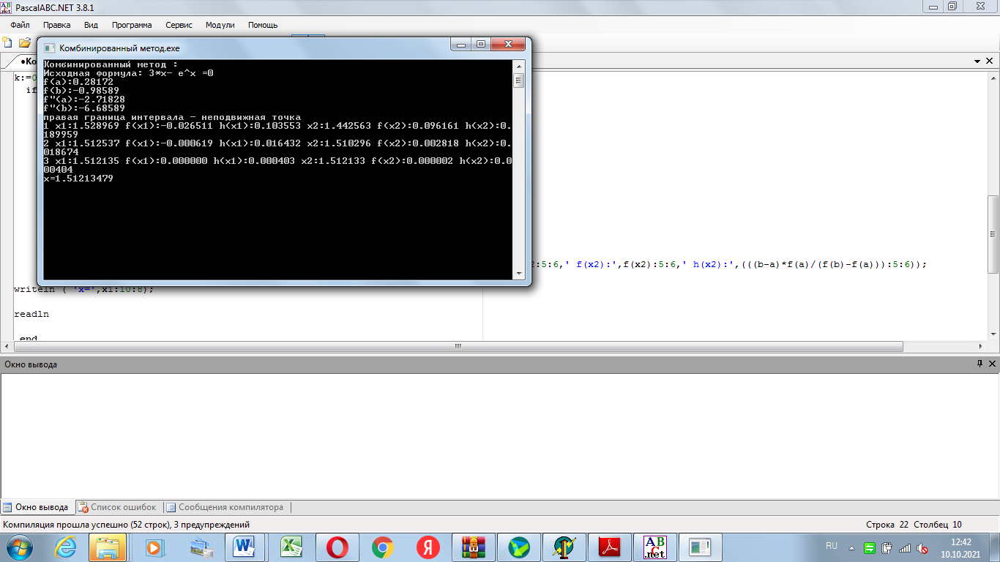 PascalABC.NET 3.8.1
Файл Правка Вид Программа Сервис Модули Помощь
Комбинированный метод.exe
Комбинированный метод :
Исходная формула: 3*x- e^x =0
f(a):0.28172
f(b):-0.98589
f"(a):-2.71828
f"(b):-6.68589
правая граница интервала - неподвижная точка
1 x1:1.528969 f(x1):-0.026511 h(x1):0.103553 x2:1.442563 f(x2):0.096161 h(x2):0.
189959
2 x1:1.512537 f(x1):-0.000619 h(x1):0.016432 x2:1.510296 f(x2):0.002818 h(x2):0.
018674
3 x1:1.512135 f(x1):0.000000 h(x1):0.000403 x2:1.512133 f(x2):0.000002 h(x2):0.0
00404
x=1.51213479
•Ко
k:=0
if
2:5:6,' f(x2):',f(x2):5:6,' h(x2):',(((b-a)*f(a)/(f(b)-f(a))):5:6));
writeln ( 'x=',x1:10:8);
readln
end
Окно вывода
Окно вывода Список ошибок Сообщения компилятора
Компиляция прошла успешно (52 строк), 3 предупреждений Строка 22 Столбец 10
RU 12:42
10.10.2021